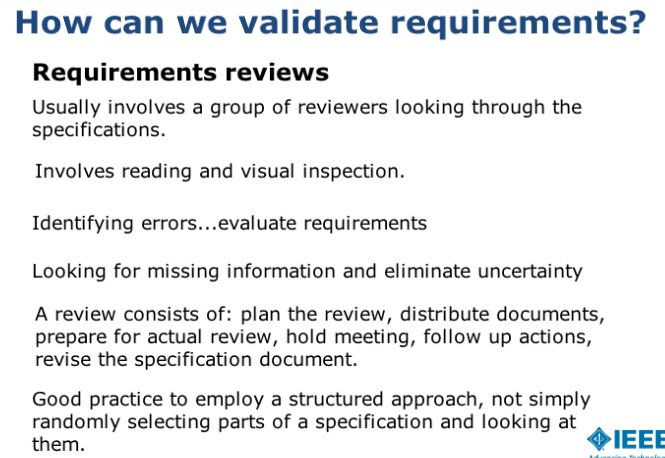 How can we validate requirements?
Requirements reviews
Usually involves a group of reviewers looking through the
specifications.
Involves reading and visual inspection.
Identifying errors...evaluate requirements
Looking for missing information and eliminate uncertainty
A review consists of: plan the review, distribute documents,
prepare for actual review, hold meeting, follow up actions,
revise the specification document.
Good practice to employ a structured approach, not simply
randomly selecting parts of a specification and looking at
them.
IEEE